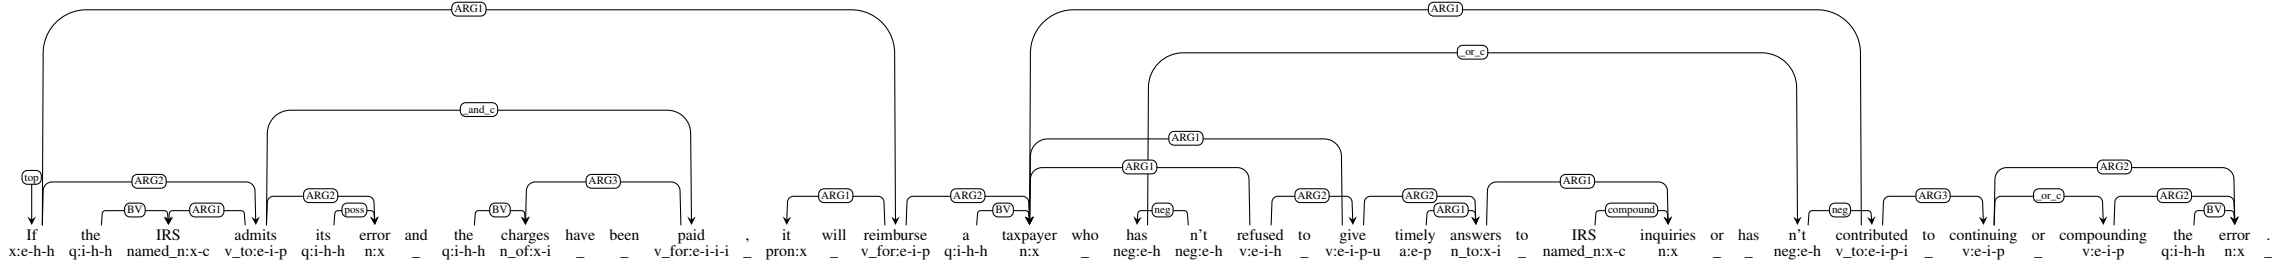 ARG1 ARG1
_or_c
_and_c
ARG1
top ARG2 ARG3 ARG1 ARG2
BV ARG1 ARG2 poss BV ARG1 ARG2 BV neg ARG2 ARG2 ARG1 ARG1 compound neg ARG3 _or_c ARG2 BV
If the IRS admits its error and the charges have been paid , it will reimburse a taxpayer who has n't refused to give timely answers to IRS inquiries or has n't contributed to continuing or compounding the error .
x:e-h-h q:i-h-h named_n:x-c v_to:e-i-p q:i-h-h n:x _ q:i-h-h n_of:x-i _ _ v_for:e-i-i-i _ pron:x _ v_for:e-i-p q:i-h-h n:x _ neg:e-h neg:e-h v:e-i-h _ v:e-i-p-u a:e-p n_to:x-i _ named_n:x-c n:x _ _ neg:e-h v_to:e-i-p-i _ v:e-i-p _ v:e-i-p q:i-h-h n:x _